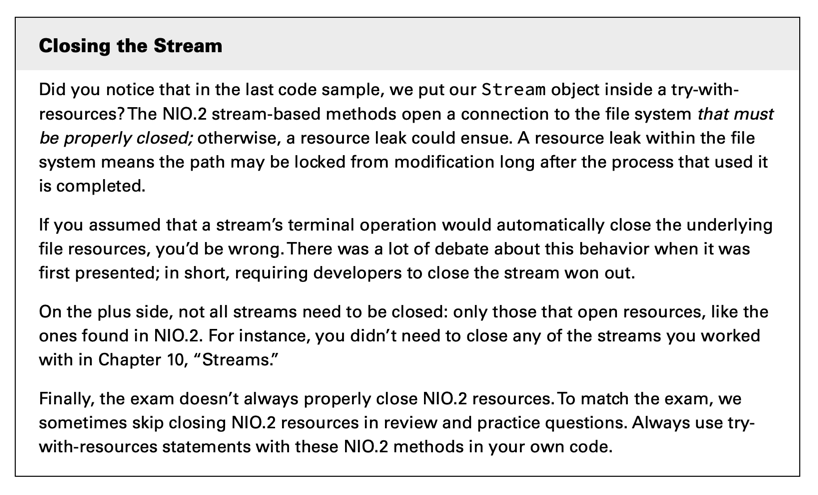 Closing the Stream
Did you notice that in the last code sample, we put our Stream object inside a try-with-
resources? The NIO.2 stream-based methods open a connection to the file system that must
be properly closed; otherwise, a resource leak could ensue. A resource leak within the file
system means the path may be locked from modification long after the process that used it
is completed.
If you assumed that a stream's terminal operation would automatically close the underlying
file resources, you'd be wrong. There was a lot of debate about this behavior when it was
first presented; in short, requiring developers to close the stream won out.
On the plus side, not all streams need to be closed: only those that open resources, like the
ones found in NIO.2. For instance, you didn't need to close any of the streams you worked
with in Chapter 10, “Streams.”
Finally, the exam doesn't always properly close NIO.2 resources. To match the exam, we
sometimes skip closing NIO.2 resources in review and practice questions. Always use try-
with-resources statements with these NIO.2 methods in your own code.